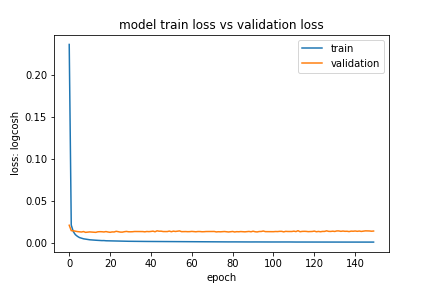 model train loss vs validation loss
train
validation
loss: logcosh
0.20
0.15
0.10
0.05
0.00
0 20 40 60 80 100 120 140
epoch